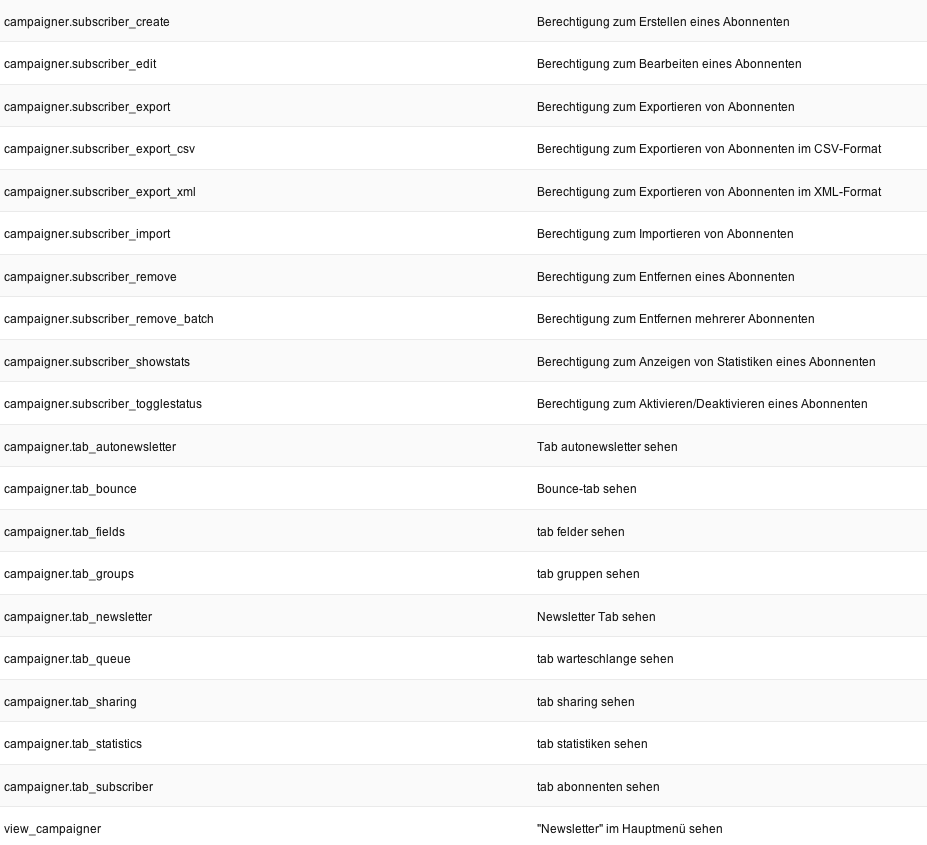 campaigner.subscriber_create Berechtigung zum Erstellen eines Abonnenten
campaigner.subscriber_edit Berechtigung zum Bearbeiten eines Abonnenten
campaigner.subscriber_export Berechtigung zum Exportieren von Abonnenten
campaigner.subscriber_export_csv Berechtigung zum Exportieren von Abonnenten im CSV-Format
campaigner.subscriber_export_xml Berechtigung zum Exportieren von Abonnenten im XML-Format
campaigner.subscriber_import Berechtigung zum Importieren von Abonnenten
campaigner.subscriber_remove Berechtigung zum Entfernen eines Abonnenten
campaigner.subscriber_remove_batch Berechtigung zum Entfernen mehrerer Abonnenten
campaigner.subscriber_showstats Berechtigung zum Anzeigen von Statistiken eines Abonnenten
campaigner.subscriber_togglestatus Berechtigung zum Aktivieren/Deaktivieren eines Abonnenten
campaigner.tab_autonewsletter Tab autonewsletter sehen
campaigner.tab_bounce Bounce-tab sehen
campaigner.tab_fields tab felder sehen
campaigner.tab_groups tab gruppen sehen
campaigner.tab_newsletter Newsletter Tab sehen
campaigner.tab_queue tab warteschlange sehen
campaigner.tab_sharing tab sharing sehen
campaigner.tab_statistics tab statistiken sehen
campaigner.tab_subscriber tab abonnenten sehen
view_campaigner "Newsletter" im Hauptmenü sehen